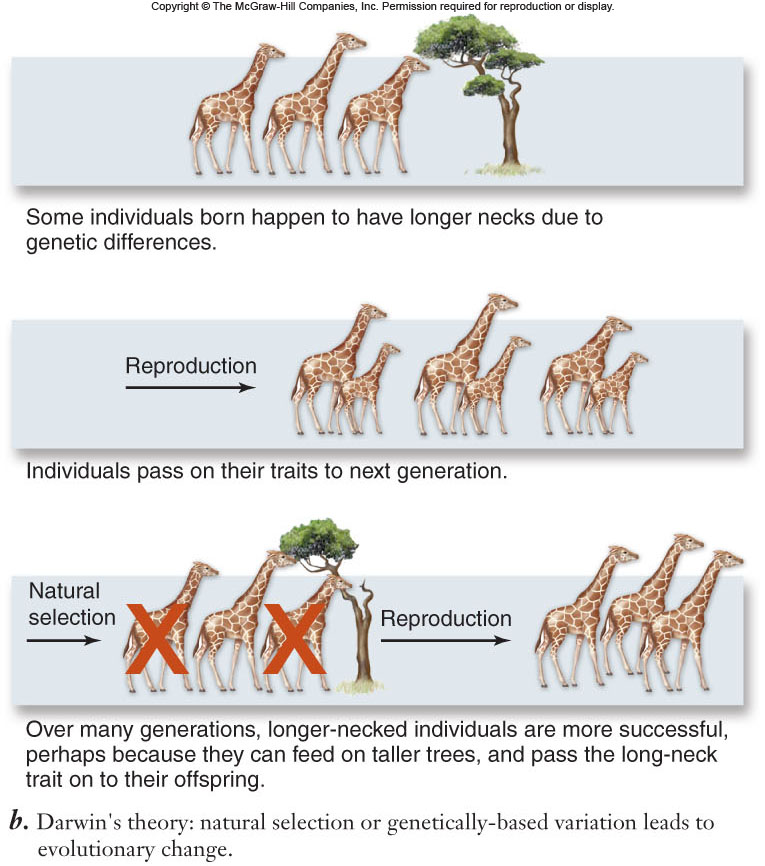 Copyright © The McGraw-Hill Companies, Inc. Permission required for reproduction or display.
Some individuals born happen to have longer necks due to
genetic differences.
Reproduction
Individuals pass on their traits to next generation.
Natural
selection
X
X
Reproduction
Over many generations, longer-necked individuals are more successful,
perhaps because they can feed on taller trees, and pass the long-neck
trait on to their offspring.
b. Darwin's theory: natural selection or genetically-based variation leads to
evolutionary change.